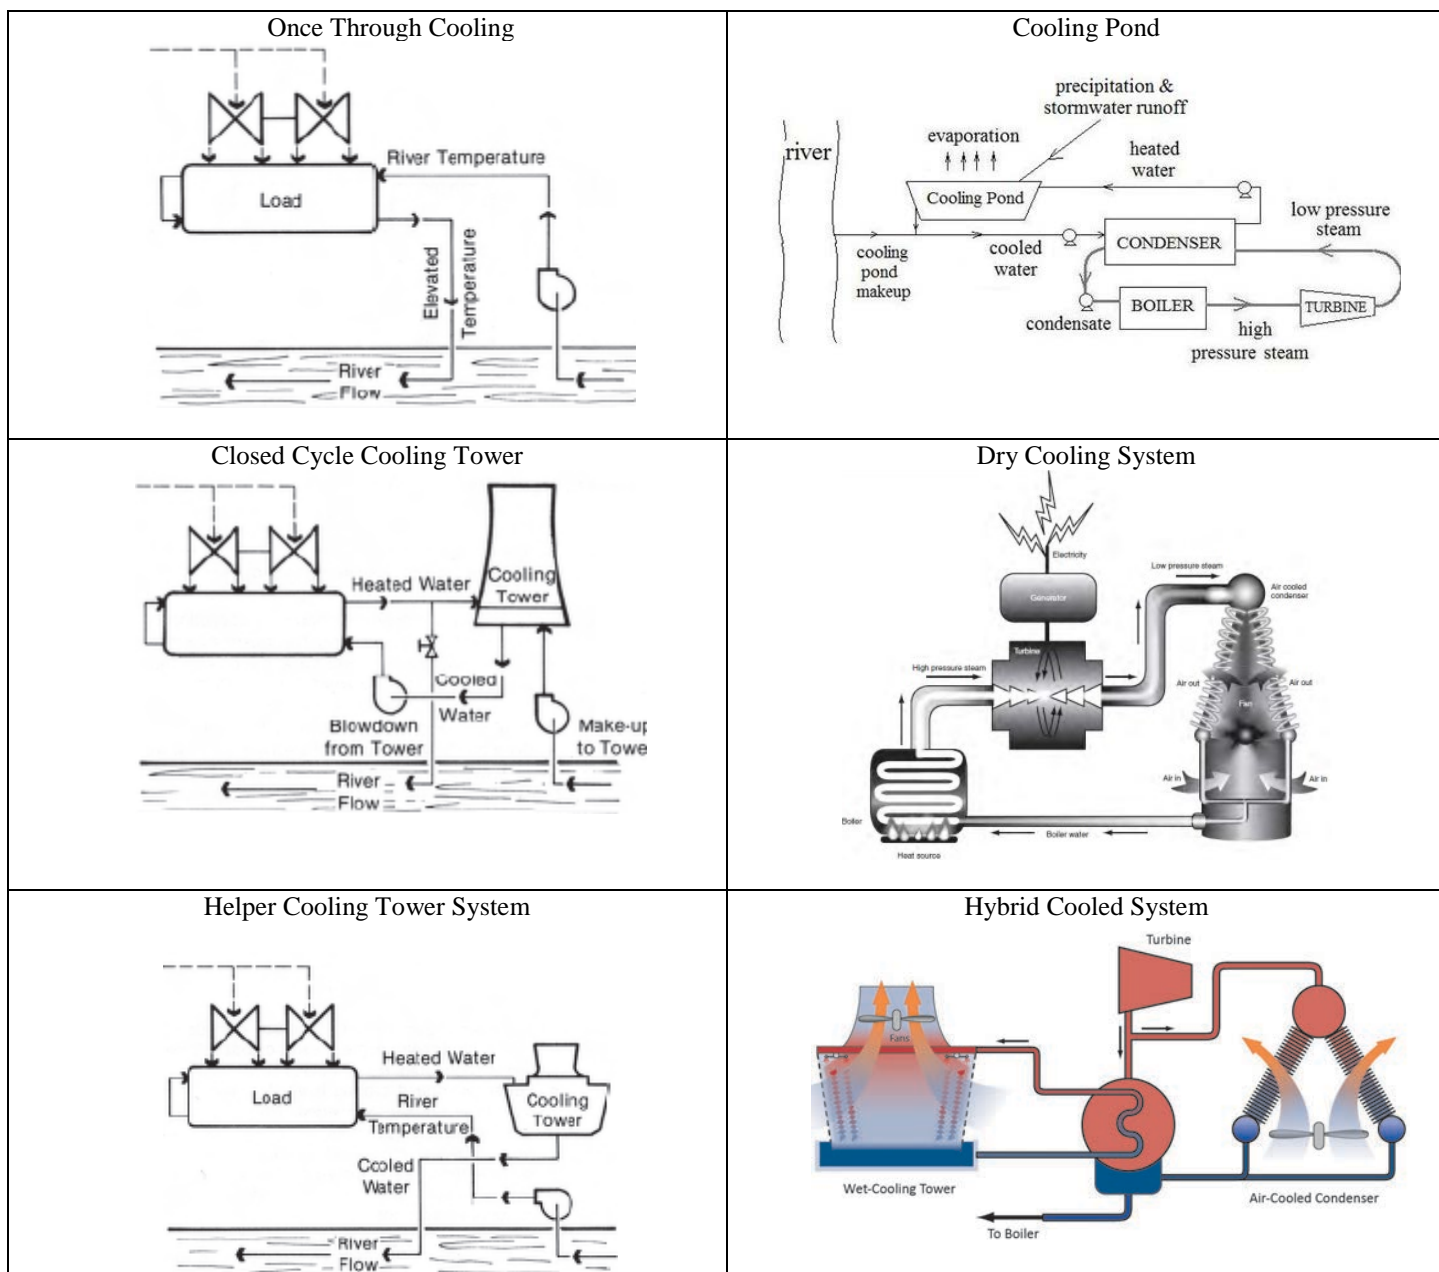 Once Through Cooling
River Temperature
Load
Elevated
Temperature
River
Flow
Cooling Pond
precipitation &
stormwater runoff
evaporation
river
heated
water
Cooling Pond
low pressure
steam
CONDENSER
cooling
pond
makeup
cooled
water
BOILER
TURBINE
condensate
high
pressure steam
Closed Cycle Cooling Tower
Heated Water
Cooling
Tower
Cooled
Water
Blowdown
from Tower
Make-up
to Towe
River
Flow
Dry Cooling System
Electricity
Generator
Low pressure steam
Air cooled
condenser
Turbine
High pressure steam
Air out
Air out
Fan
Air in
Air in
Boiler
Boiler water
Heat source
Helper Cooling Tower System
Heated Water
Load
River
Temperature
Cooling
Tower
Cooled
Water
River
Flow
Hybrid Cooled System
Turbine
Fans
Wet-Cooling Tower
Air-Cooled Condenser
To Boiler